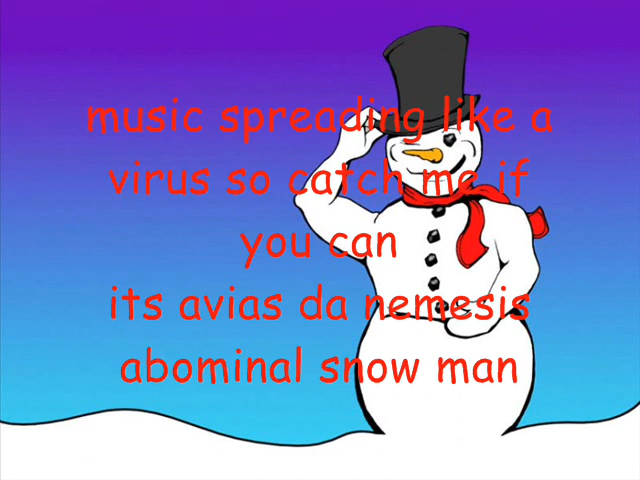 music spreading like a
virus so catch me if
you can
its avias da nemesis
abominal snow man